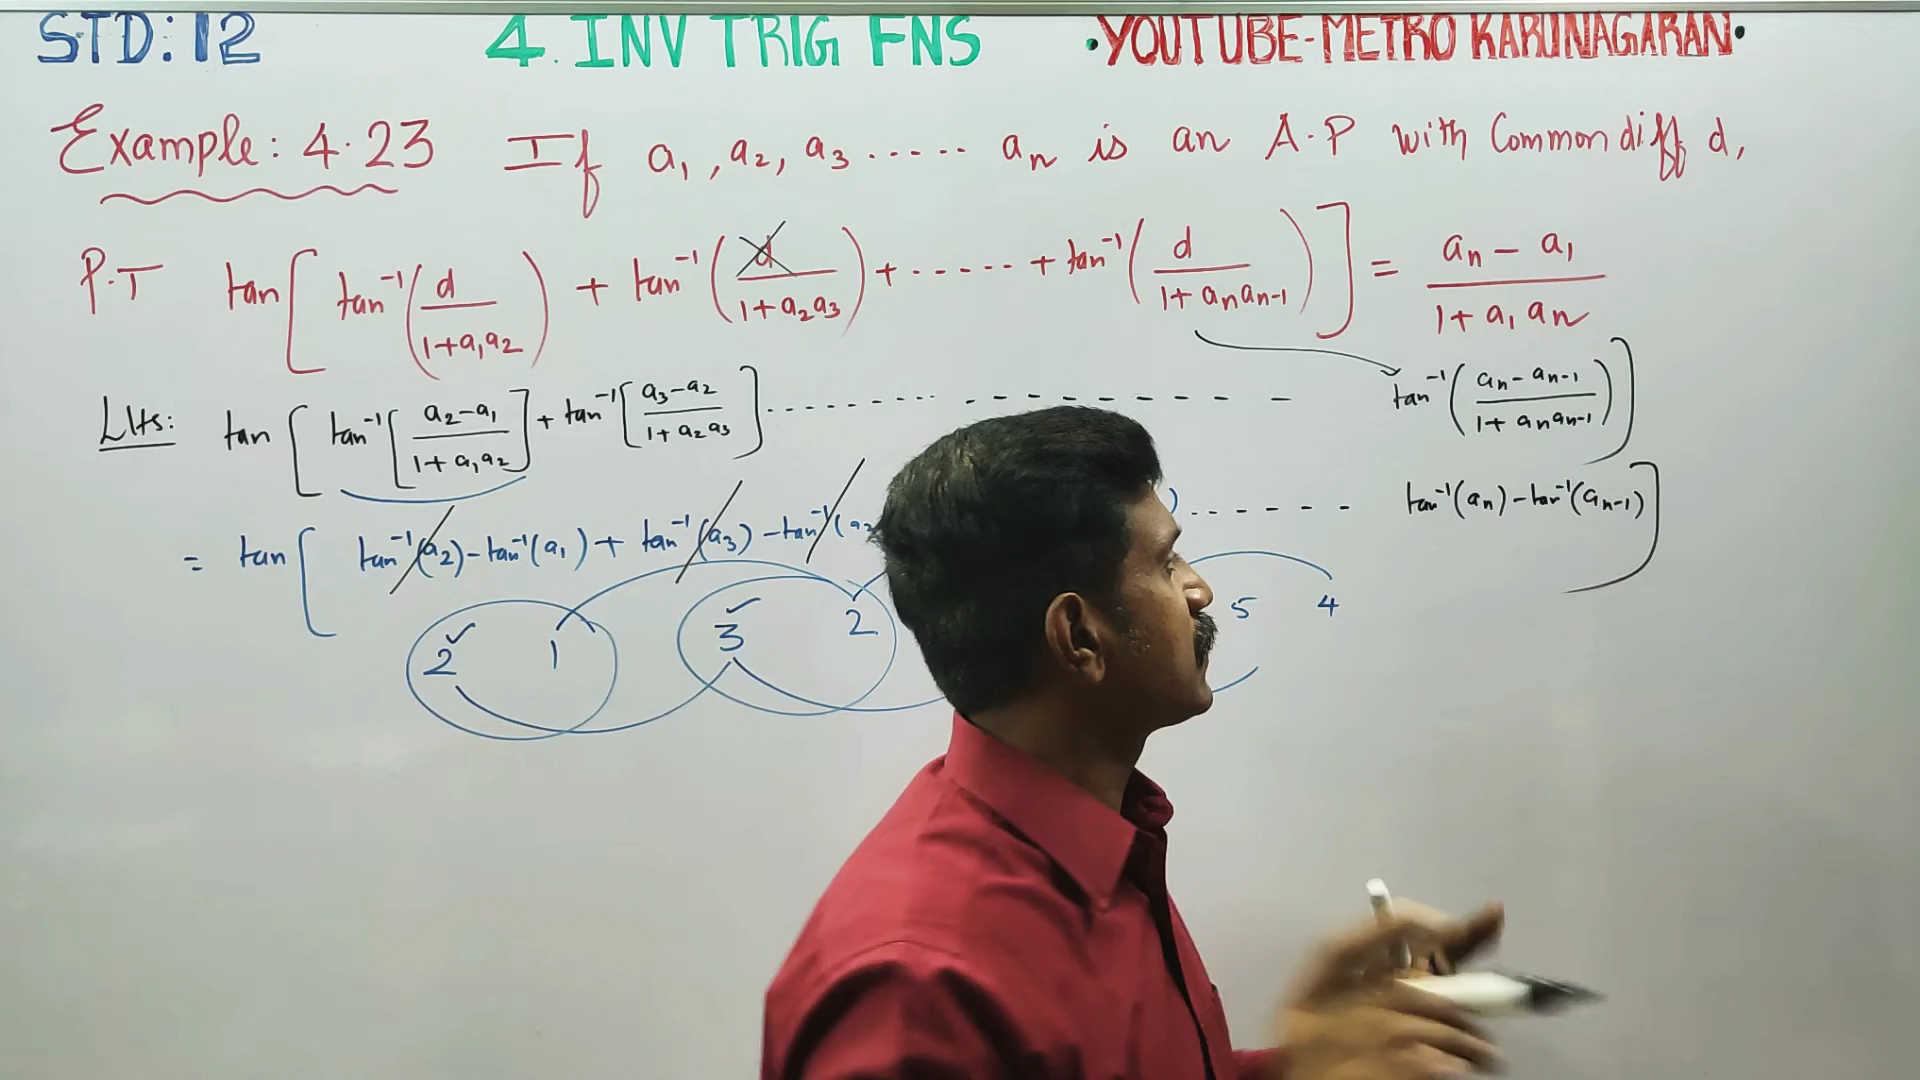 STD:12 4. INV TRIG FNS •YOUTUBE-METRO KARUNAGARAN•
Example: 4.23 If a₁, a₂, a₃ ..... aₙ is an A.P with Common diff d,
P.T tan[tan⁻¹(d/(1+a₁a₂)) + tan⁻¹(d/(1+a₂a₃)) + ...... + tan⁻¹(d/(1+aₙaₙ₋₁))] = (aₙ - a₁)/(1+a₁aₙ)
LHS: tan[tan⁻¹[(a₂-a₁)/(1+a₁a₂)] + tan⁻¹[(a₃-a₂)/(1+a₂a₃)] ........ - - - - - - - - tan⁻¹((aₙ-aₙ₋₁)/(1+aₙaₙ₋₁))]
= tan[tan⁻¹(a₂)-tan⁻¹(a₁) + tan⁻¹(a₃)-tan⁻¹(a₂ ) ...... tan⁻¹(aₙ)-tan⁻¹(aₙ₋₁)]
2 1 3 2 5 4